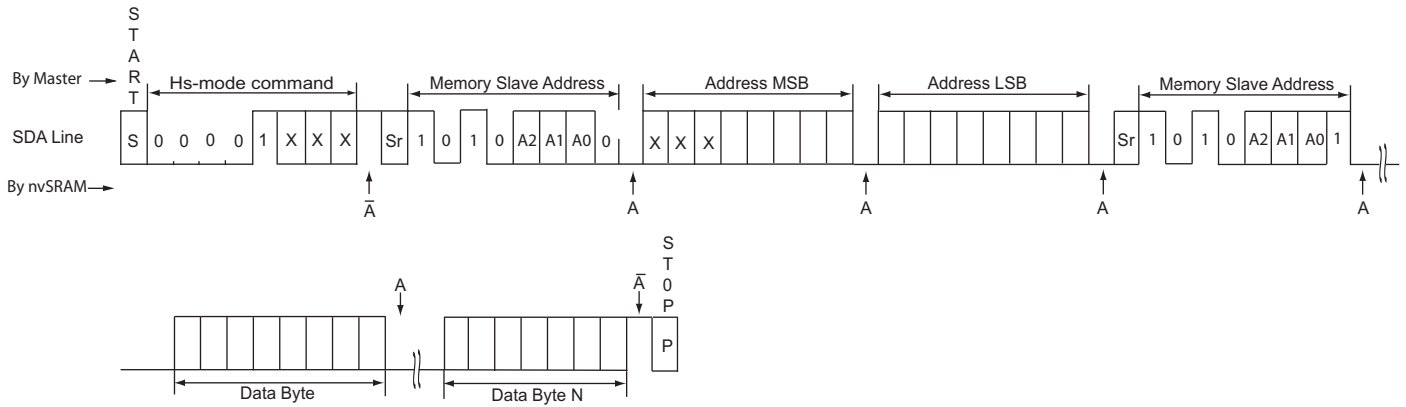 START
By Master
Hs-mode command
Memory Slave Address
Address MSB
Address LSB
Memory Slave Address
SDA Line
S 0 0 0 0 1 X X X Sr 1 0 1 0 A2 A1 A0 0 X X X Sr 1 0 1 0 A2 A1 A0 1
By nvSRAM
A̅ A A A A
ST0P
A A̅
P
Data Byte
Data Byte N